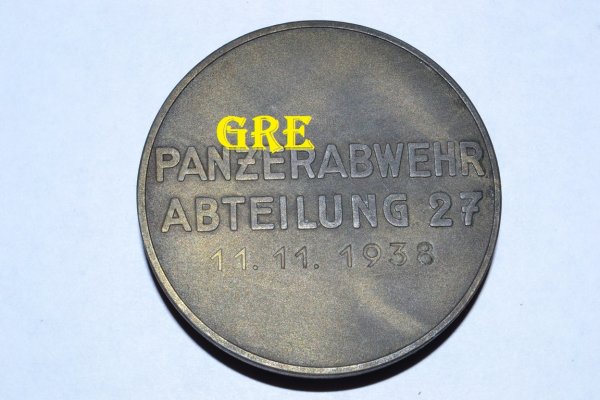 GRE
PANZERABWEHR
ABTEILUNG 27
11. 11. 1938